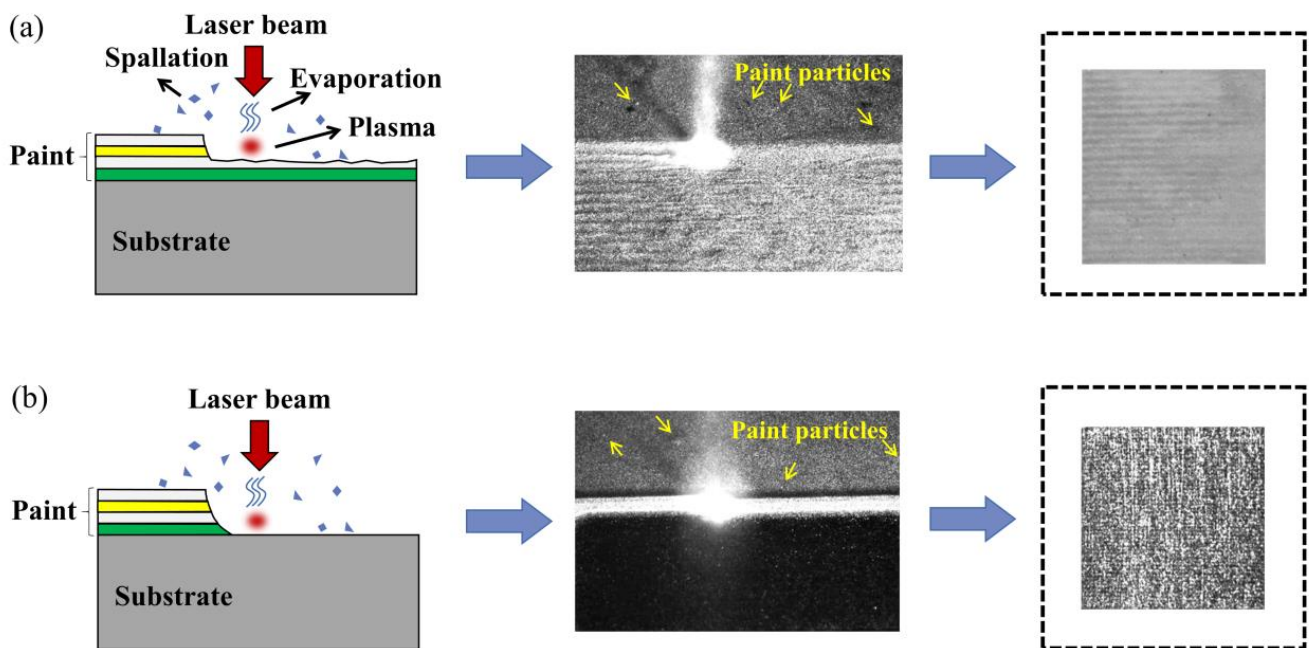 (a)
Laser beam
Spallation
Evaporation
Plasma
Paint
Substrate
Paint particles
(b)
Laser beam
Paint
Substrate
Paint particles